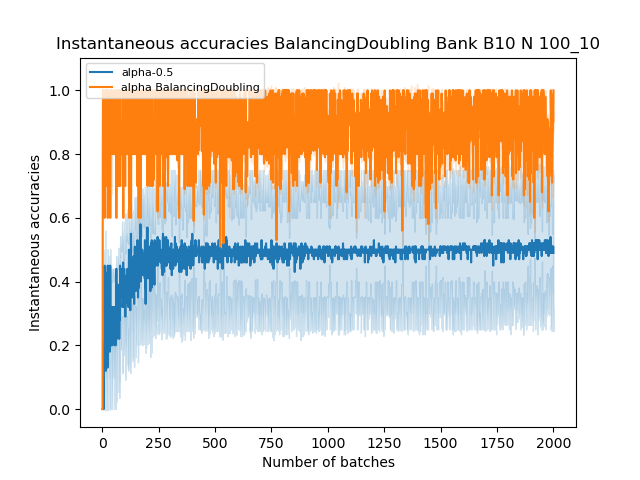 Instantaneous accuracies BalancingDoubling Bank B10 N 100_10
alpha-0.5
alpha BalancingDoubling
1.0
0.8
0.6
0.4
0.2
0.0
Instantaneous accuracies
0 250 500 750 1000 1250 1500 1750 2000
Number of batches